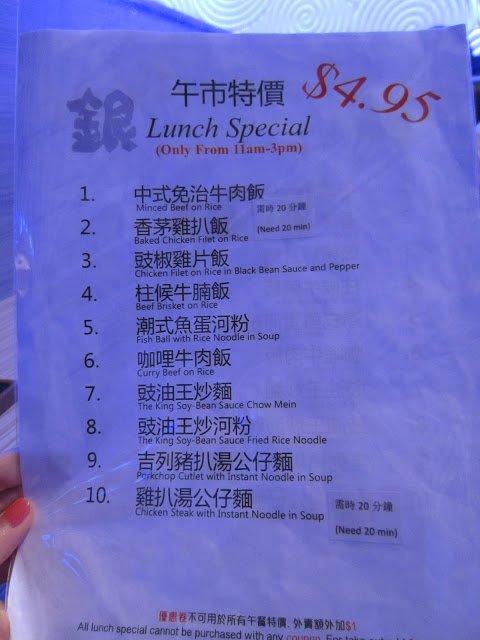 銀
午市特價
$4.95
Lunch Special
(Only From 11am-3pm)
1. 中式免治牛肉飯
Minced Beef on Rice
需時 20 分鐘
(Need 20 min)
2. 香茅雞扒飯
Baked Chicken Filet on Rice
3. 豉椒雞片飯
Chicken Filet on Rice in Black Bean Sauce and Pepper
4. 柱候牛腩飯
Beef Brisket on Rice
5. 潮式魚蛋河粉
Fish Ball with Rice Noodle in Soup
6. 咖哩牛肉飯
Curry Beef on Rice
7. 豉油王炒麵
The King Soy-Bean Sauce Chow Mein
8. 豉油王炒河粉
The King Soy-Bean Sauce Fried Rice Noodle
9. 吉列豬扒湯公仔麵
Porkchop Cutlet with Instant Noodle in Soup
10. 雞扒湯公仔麵
Chicken Steak with Instant Noodle in Soup
需時 20 分鐘
(Need 20 min)
優惠卷不可用於所有午餐特價. 外賣額外加$1
All lunch special cannot be purchased with any coupon. For take out